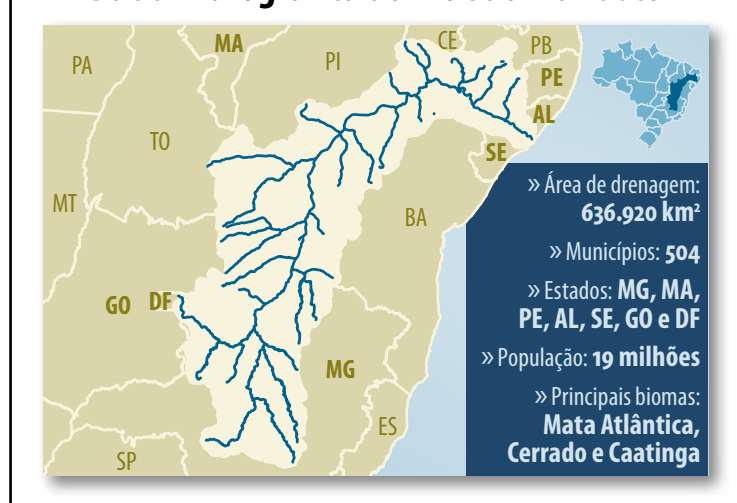 MA
CE
PB
PA
PI
PE
AL
TO
SE
MT
BA
GO
DF
MG
ES
SP
» Área de drenagem:
636.920 km²
» Municípios: 504
» Estados: MG, MA,
PE, AL, SE, GO e DF
» População: 19 milhões
» Principais biomas:
Mata Atlântica,
Cerrado e Caatinga